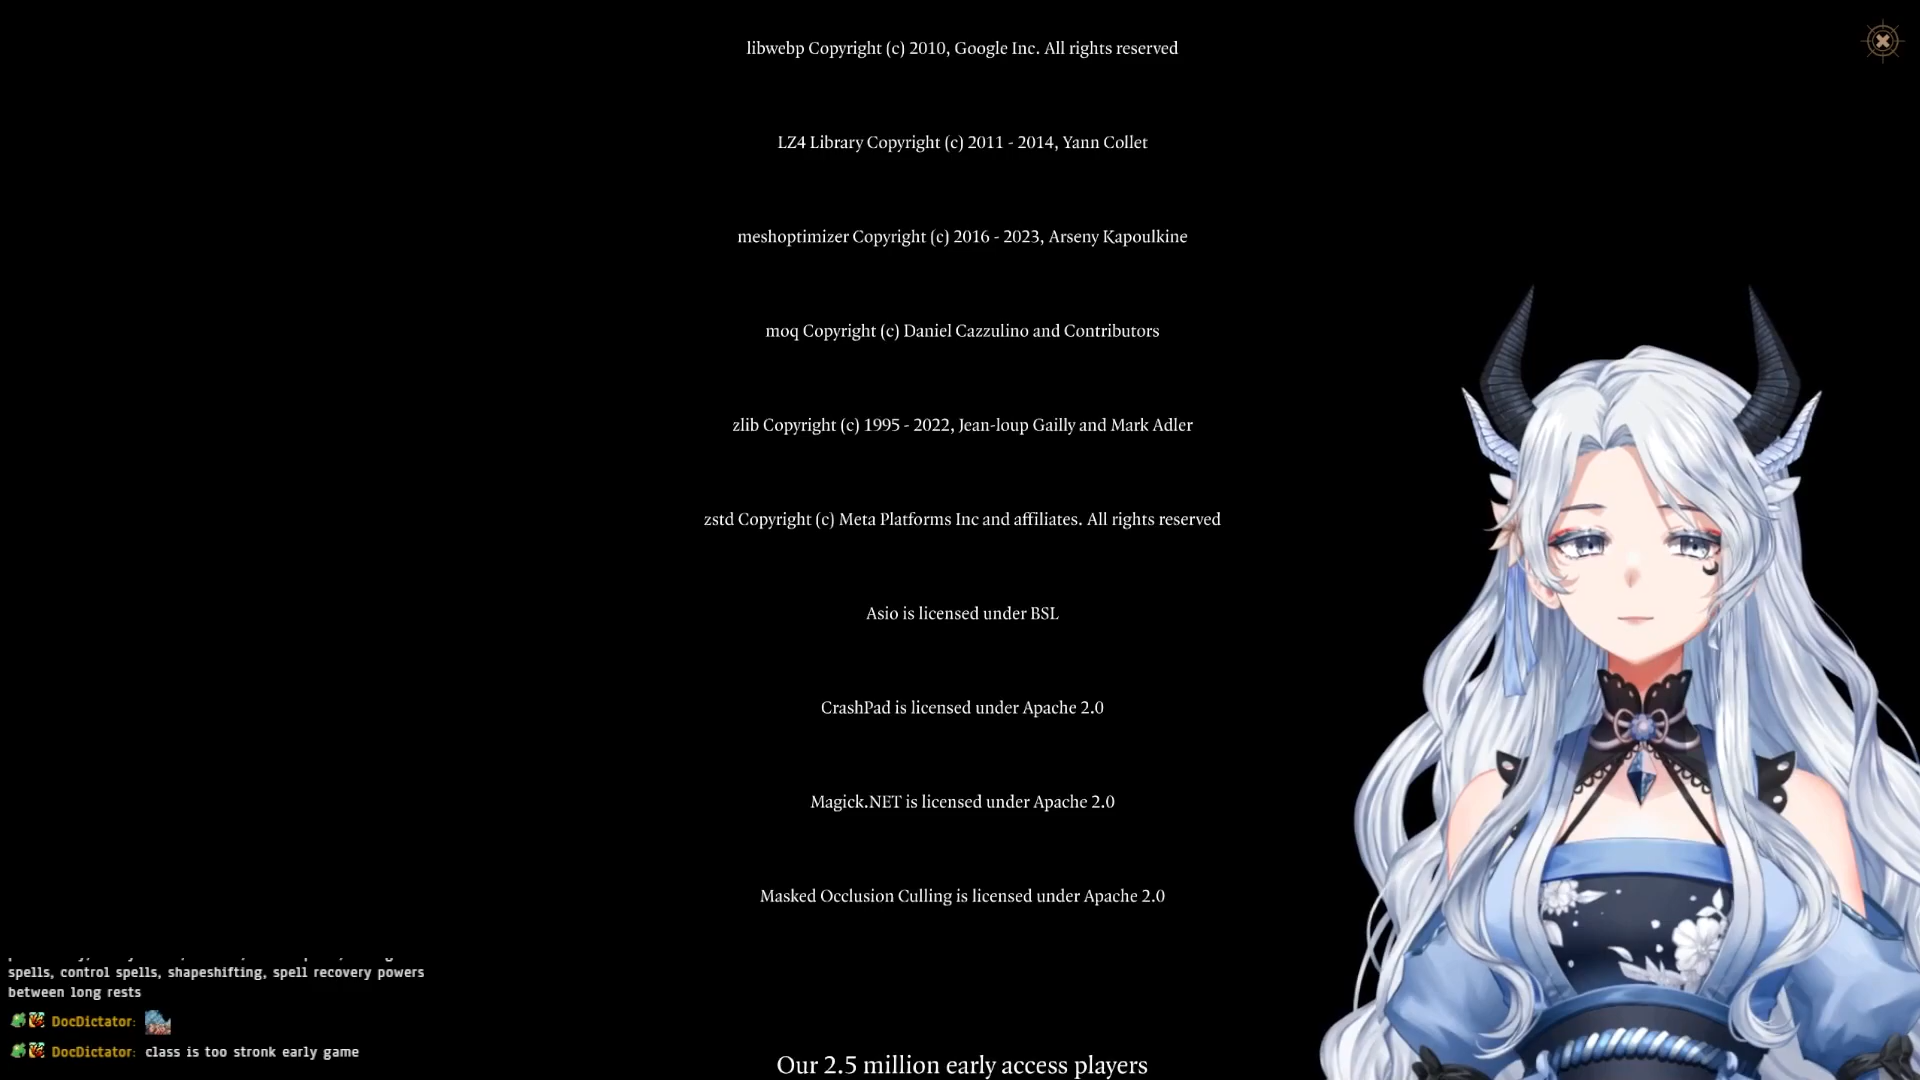 libwebp Copyright (c) 2010, Google Inc. All rights reserved
LZ4 Library Copyright (c) 2011 - 2014, Yann Collet
meshoptimizer Copyright (c) 2016 - 2023, Arseny Kapoulkine
moq Copyright (c) Daniel Cazzulino and Contributors
zlib Copyright (c) 1995 - 2022, Jean-loup Gailly and Mark Adler
zstd Copyright (c) Meta Platforms Inc and affiliates. All rights reserved
Asio is licensed under BSL
CrashPad is licensed under Apache 2.0
Magick.NET is licensed under Apache 2.0
Masked Occlusion Culling is licensed under Apache 2.0
Our 2.5 million early access players
spells, control spells, shapeshifting, spell recovery powers
between long rests
DocDictator:
DocDictator: class is too stronk early game